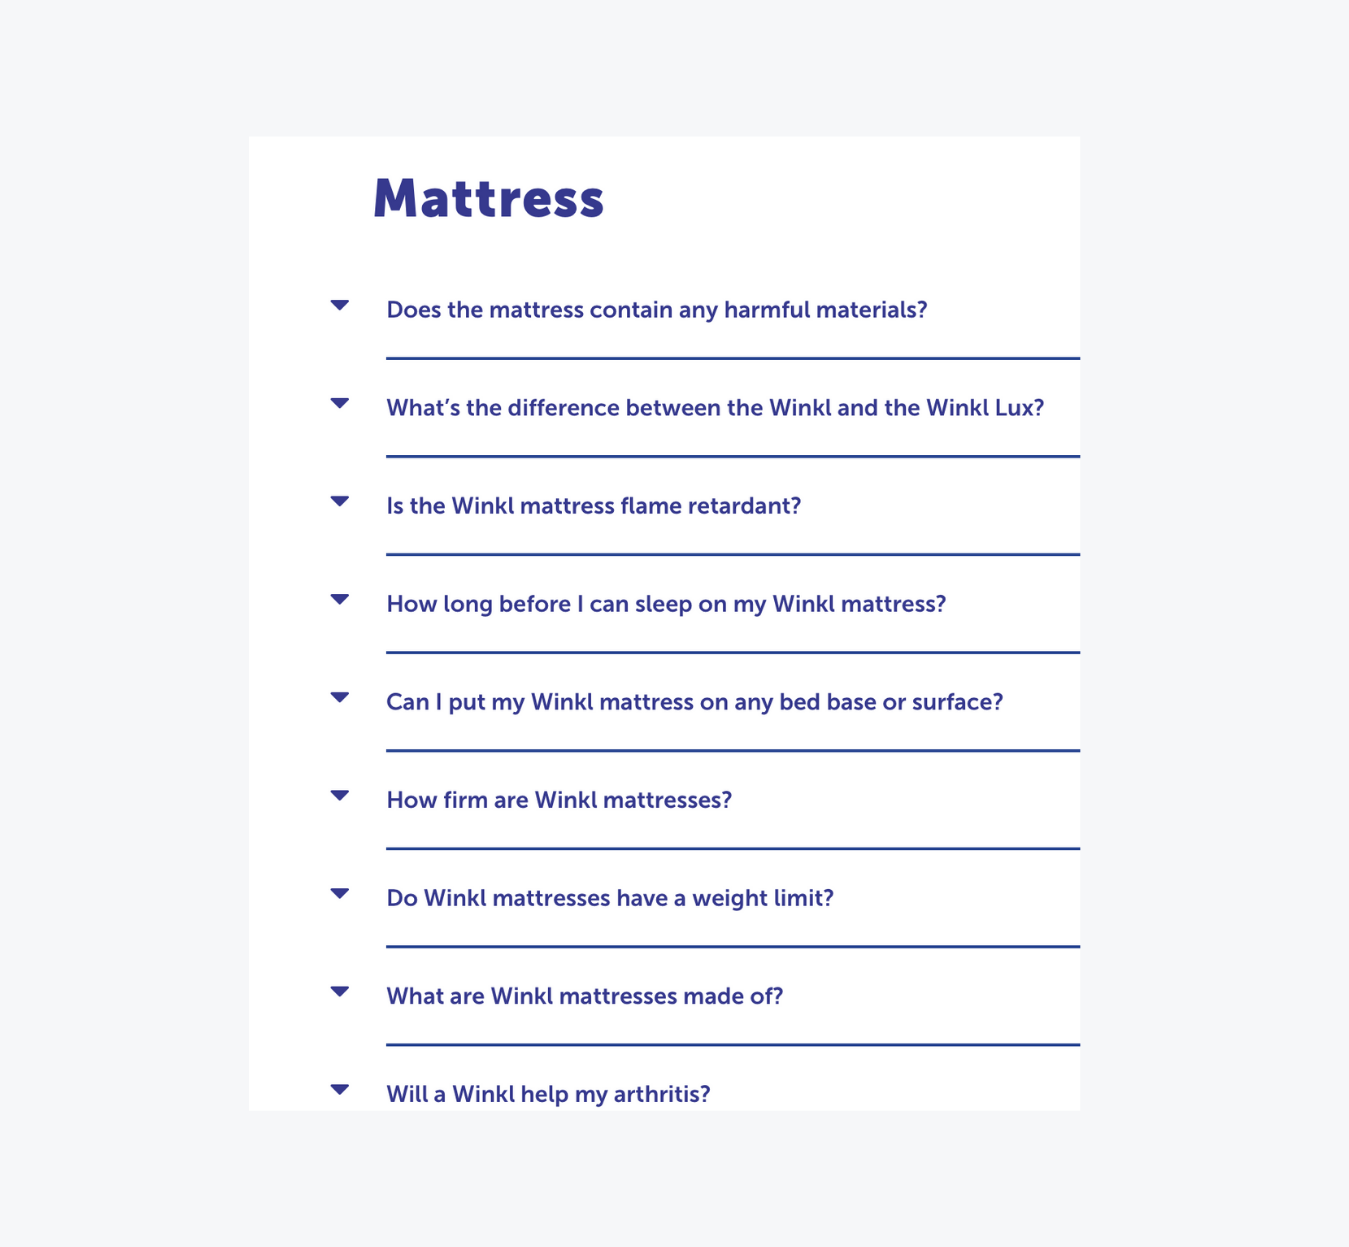 Mattress
Does the mattress contain any harmful materials?
What’s the difference between the Winkl and the Winkl Lux?
Is the Winkl mattress flame retardant?
How long before I can sleep on my Winkl mattress?
Can I put my Winkl mattress on any bed base or surface?
How firm are Winkl mattresses?
Do Winkl mattresses have a weight limit?
What are Winkl mattresses made of?
Will a Winkl help my arthritis?